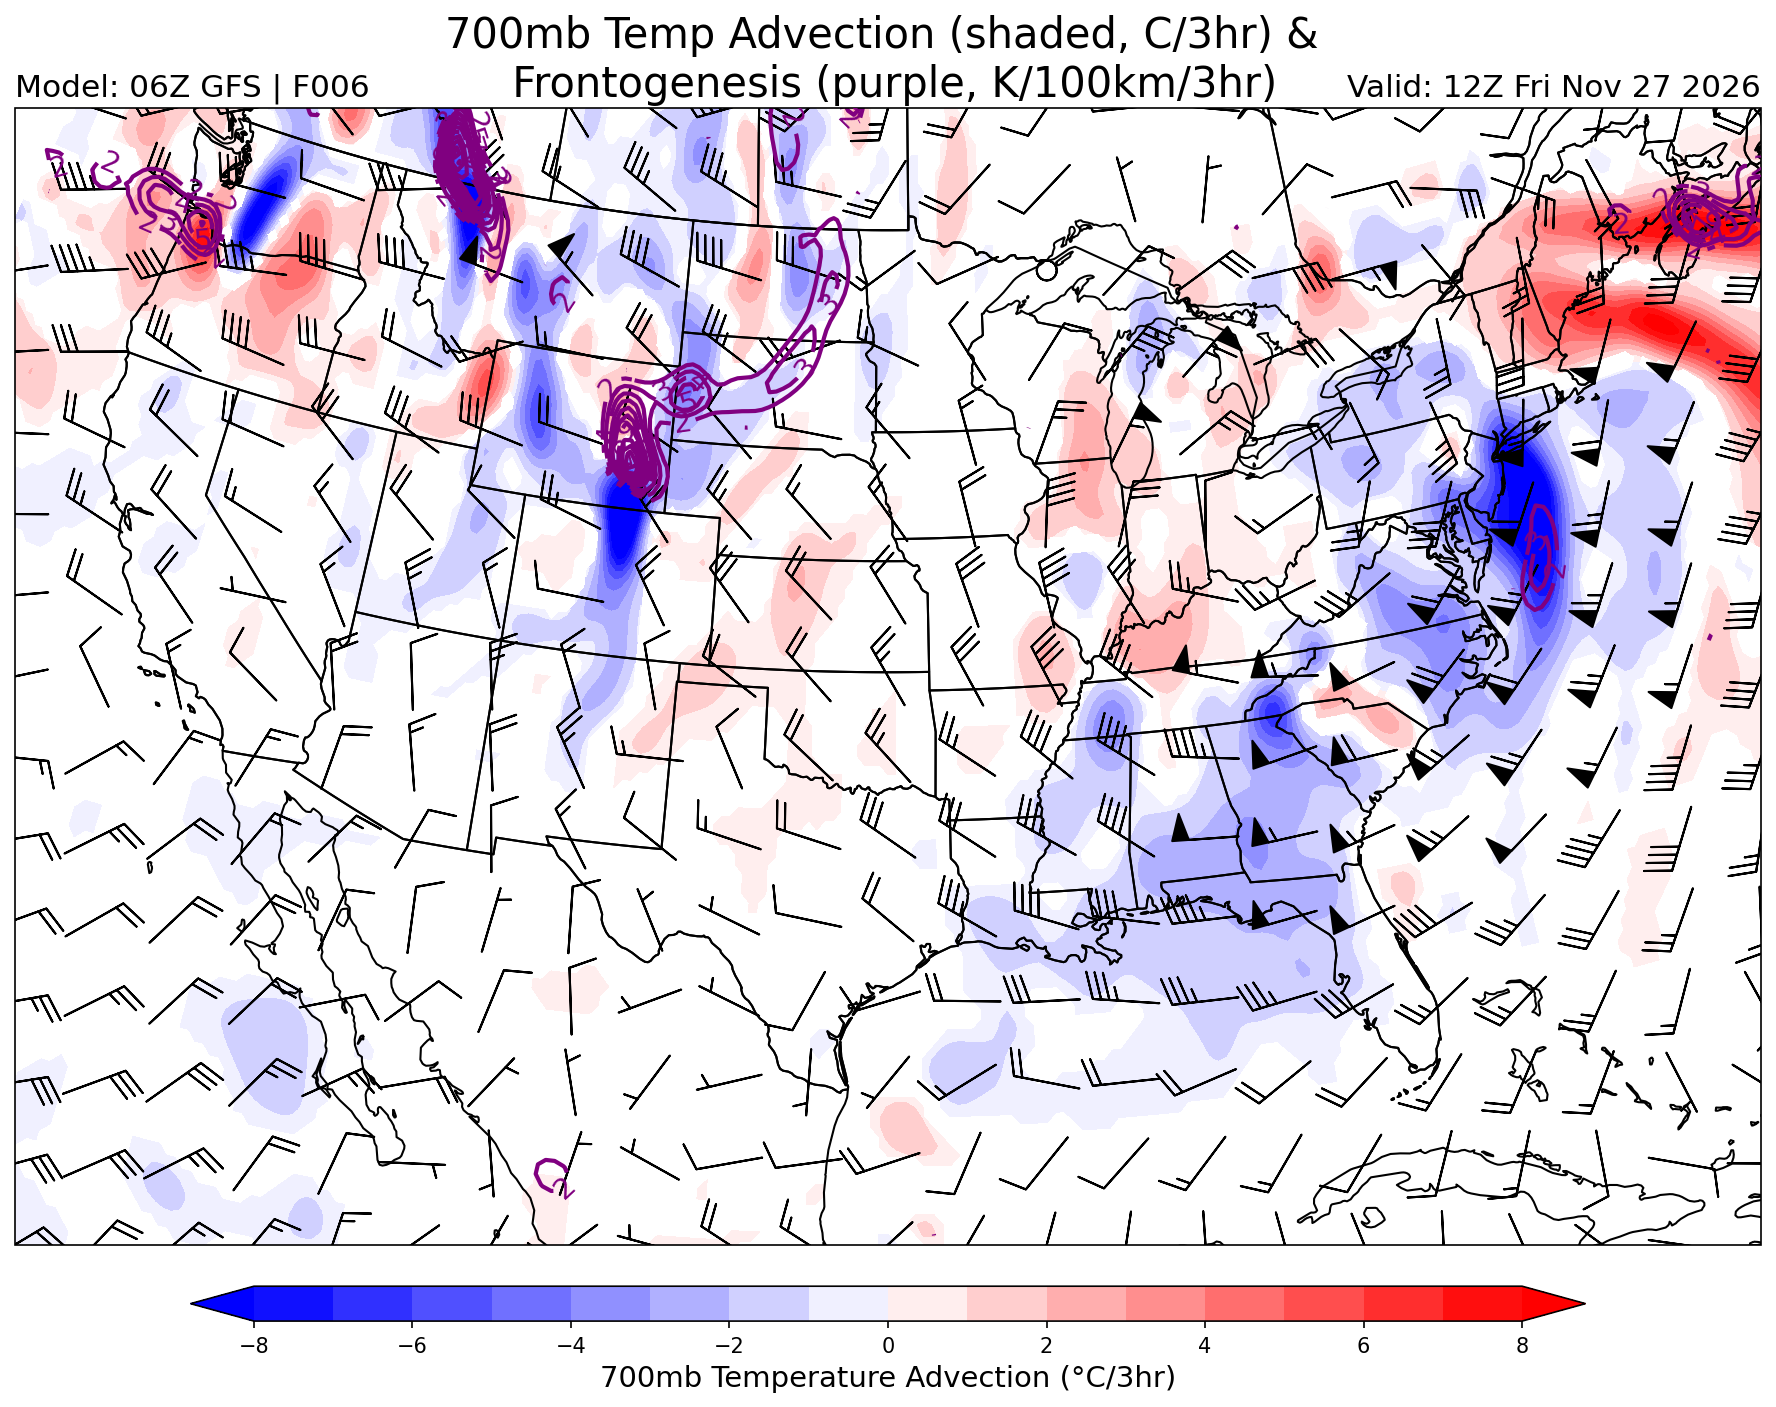 700mb Temp Advection (shaded, C/3hr) &
Model: 06Z GFS | F006
Frontogenesis (purple, K/100km/3hr)
Valid: 12Z Fri Nov 27 2026
−8 −6 −4 −2 0 2 4 6 8
700mb Temperature Advection (°C/3hr)